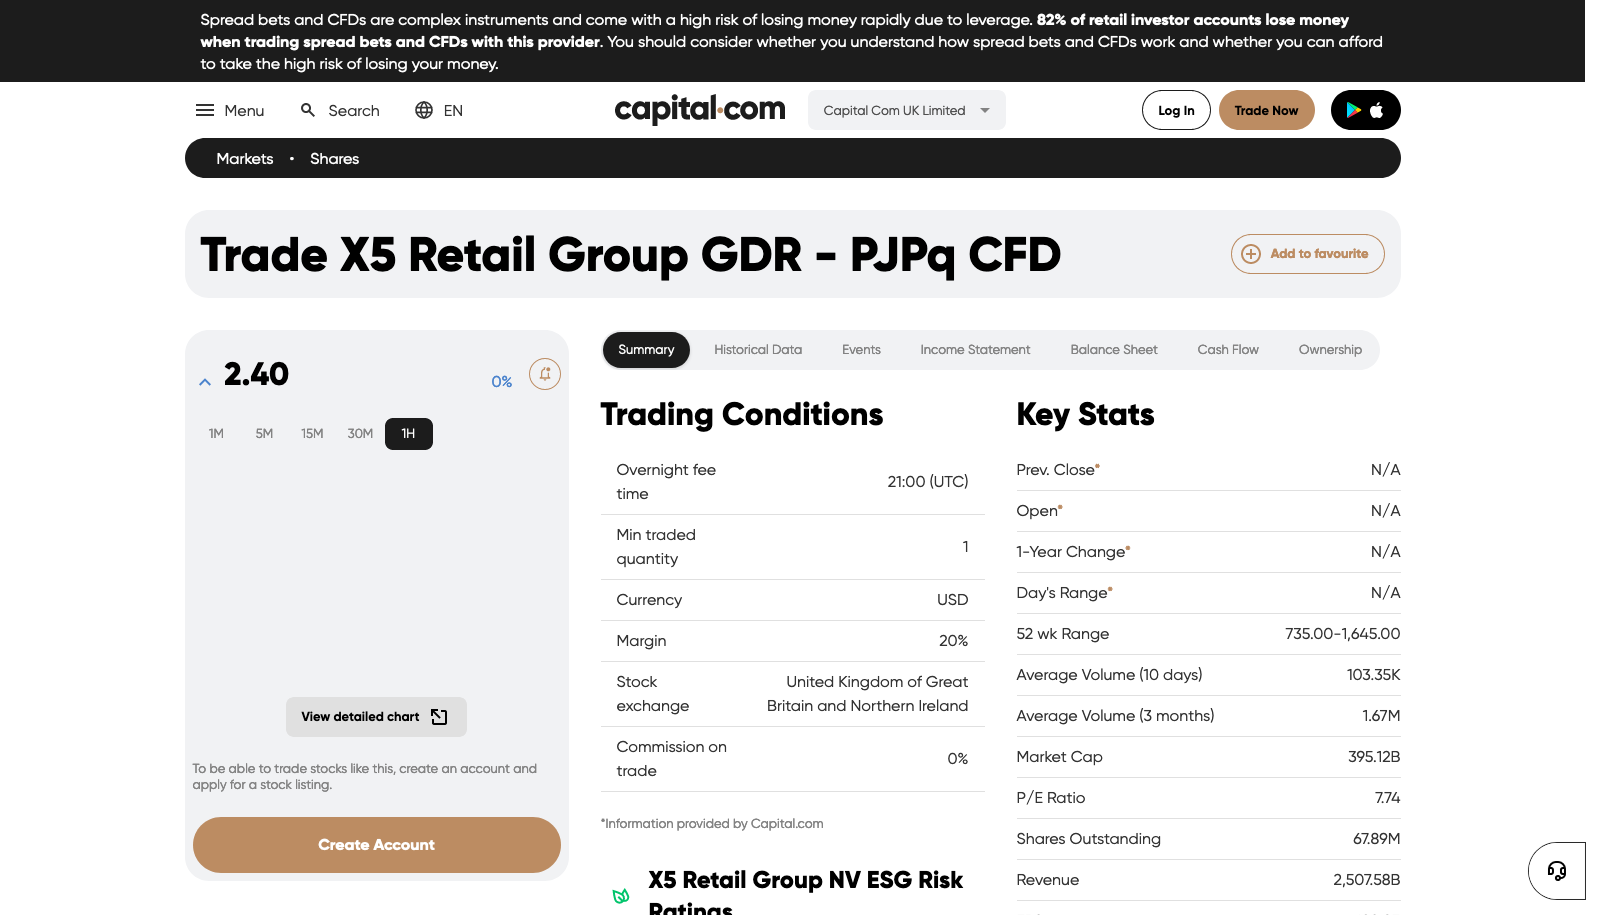 Spread bets and CFDs are complex instruments and come with a high risk of losing money rapidly due to leverage. 82% of retail investor accounts lose money
when trading spread bets and CFDs with this provider. You should consider whether you understand how spread bets and CFDs work and whether you can afford
to take the high risk of losing your money.
Menu Search EN capital.com Capital Com UK Limited Log In Trade Now
Markets • Shares
Trade X5 Retail Group GDR - PJPq CFD
Add to favourite
2.40 0%
1M 5M 15M 30M 1H
View detailed chart
To be able to trade stocks like this, create an account and
apply for a stock listing.
Create Account
Summary Historical Data Events Income Statement Balance Sheet Cash Flow Ownership
Trading Conditions
Overnight fee
time
21:00 (UTC)
Min traded
quantity
1
Currency USD
Margin 20%
Stock
exchange
United Kingdom of Great
Britain and Northern Ireland
Commission on
trade
0%
*Information provided by Capital.com
X5 Retail Group NV ESG Risk
Ratings
Key Stats
Prev. Close* N/A
Open* N/A
1-Year Change* N/A
Day's Range* N/A
52 wk Range 735.00-1,645.00
Average Volume (10 days) 103.35K
Average Volume (3 months) 1.67M
Market Cap 395.12B
P/E Ratio 7.74
Shares Outstanding 67.89M
Revenue 2,507.58B